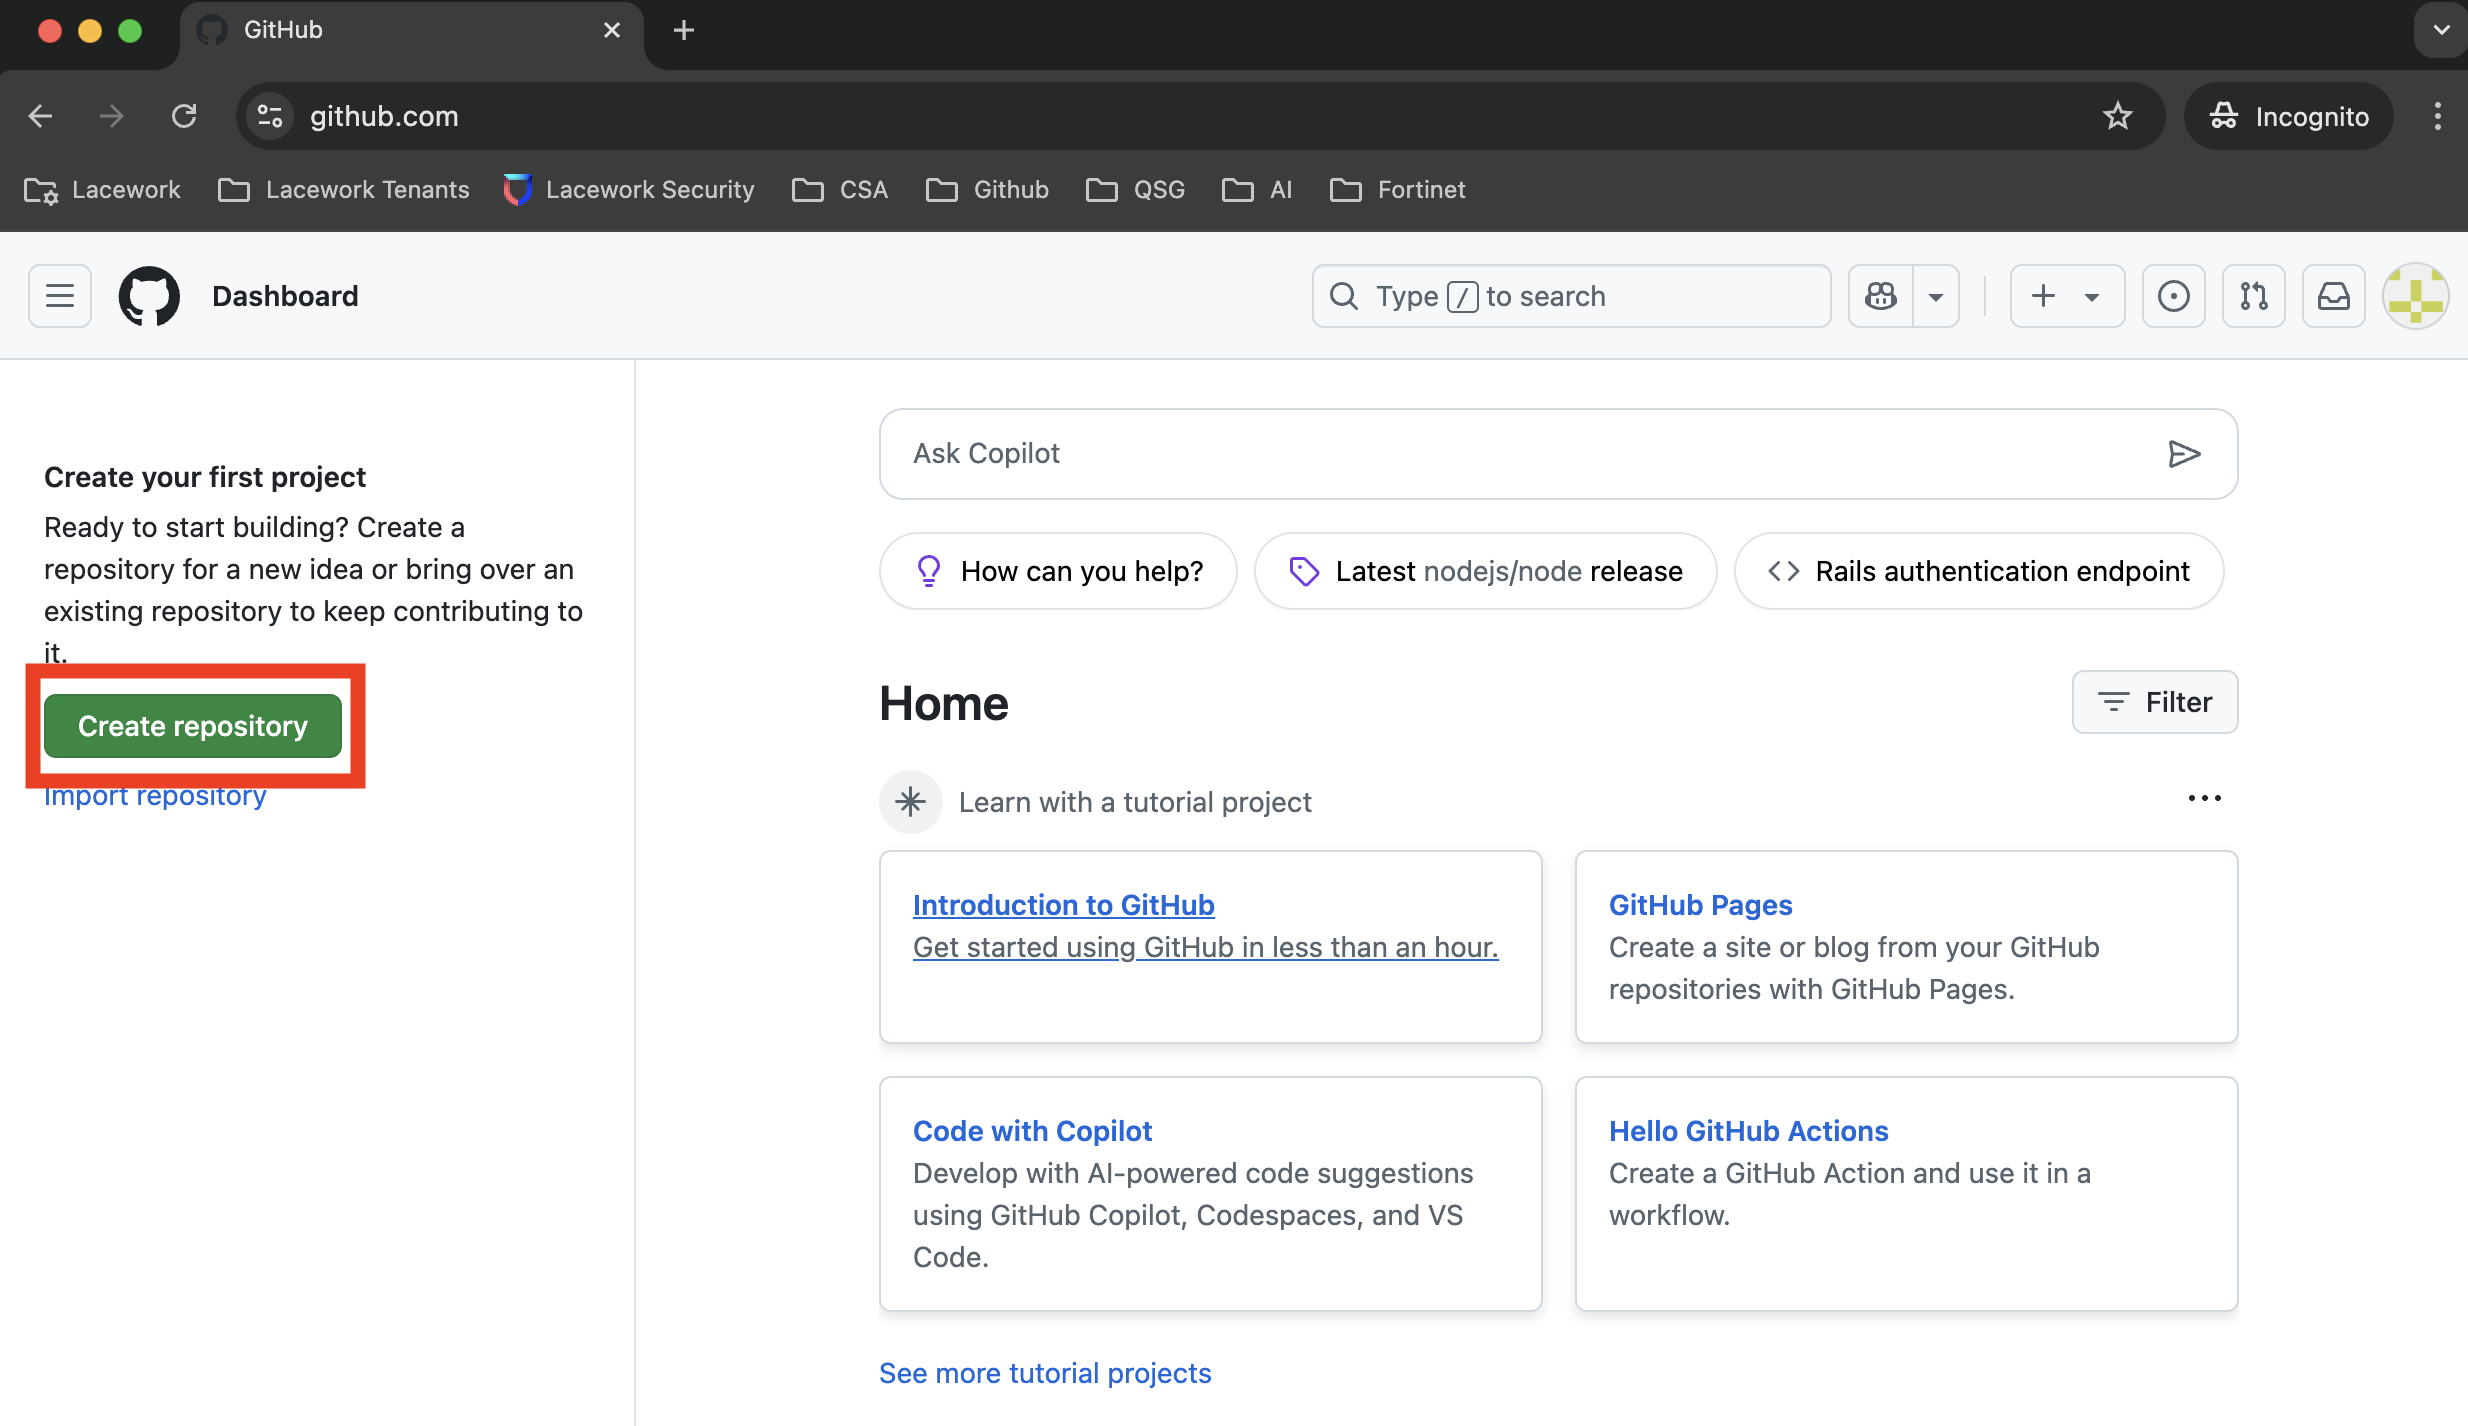 GitHub
github.com
Incognito
Lacework
Lacework Tenants
Lacework Security
CSA
Github
QSG
AI
Fortinet
Dashboard
Type / to search
Create your first project
Ready to start building? Create a
repository for a new idea or bring over an
existing repository to keep contributing to
it.
Create repository
Import repository
Ask Copilot
How can you help?
Latest nodejs/node release
Rails authentication endpoint
Home
Filter
Learn with a tutorial project
Introduction to GitHub
Get started using GitHub in less than an hour.
GitHub Pages
Create a site or blog from your GitHub
repositories with GitHub Pages.
Code with Copilot
Develop with AI-powered code suggestions
using GitHub Copilot, Codespaces, and VS
Code.
Hello GitHub Actions
Create a GitHub Action and use it in a
workflow.
See more tutorial projects